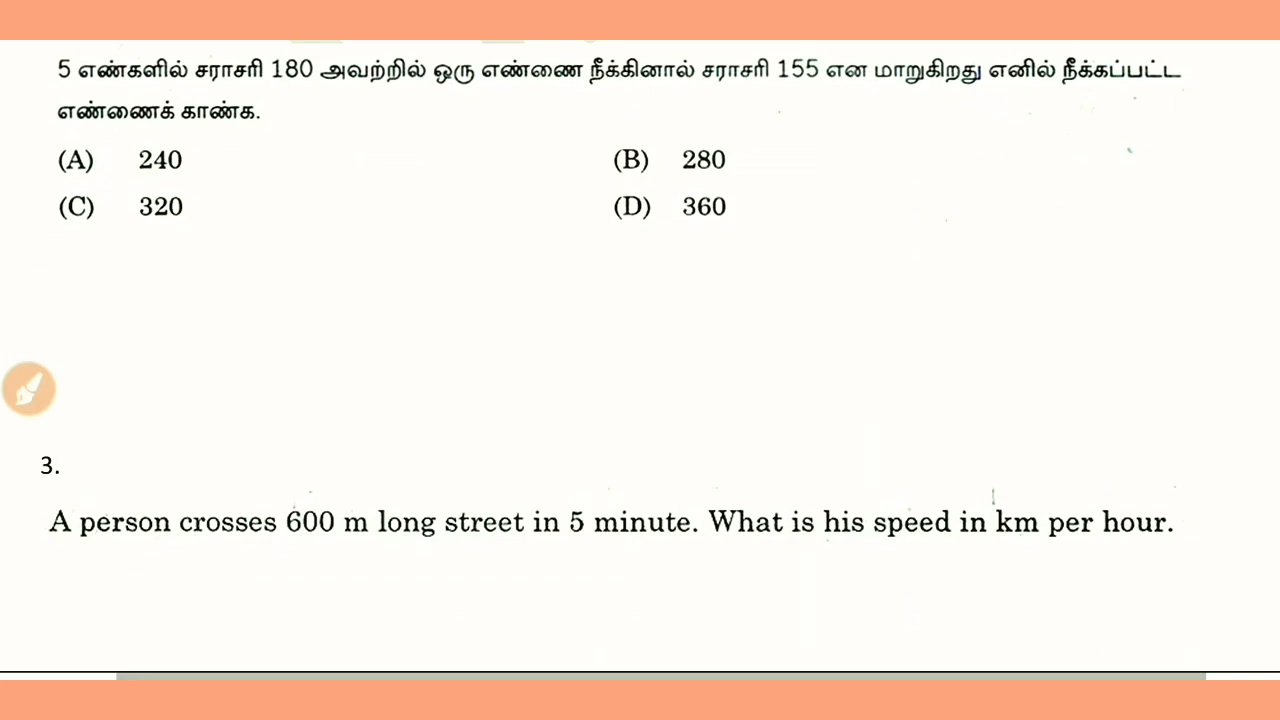 5 எண்களில் சராசரி 180 அவற்றில் ஒரு எண்ணை நீக்கினால் சராசரி 155 என மாறுகிறது எனில் நீக்கப்பட்ட
எண்ணைக் காண்க.
(A) 240 (B) 280
(C) 320 (D) 360
3.
A person crosses 600 m long street in 5 minute. What is his speed in km per hour.